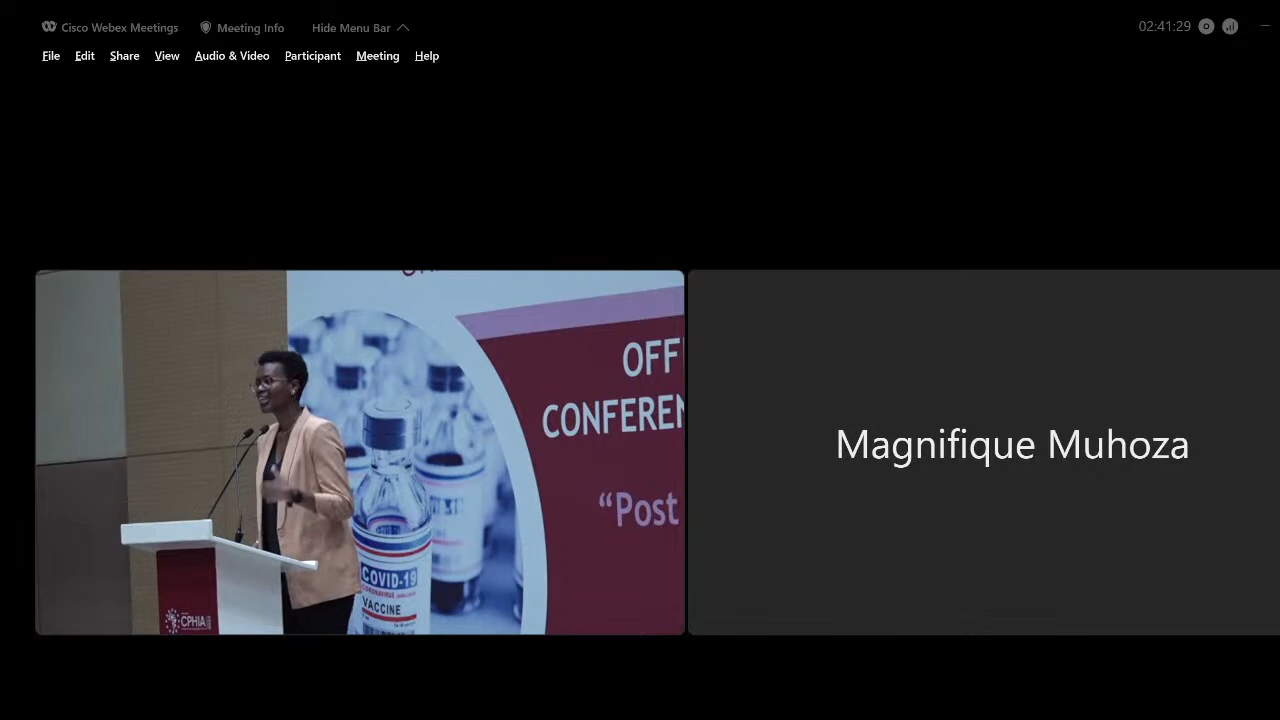 Cisco Webex Meetings Meeting Info Hide Menu Bar 02:41:29
File Edit Share View Audio & Video Participant Meeting Help
OFF
CONFEREN
“Post
COVID-19
CORONAVIRUS
VACCINE
CPHIA
Magnifique Muhoza